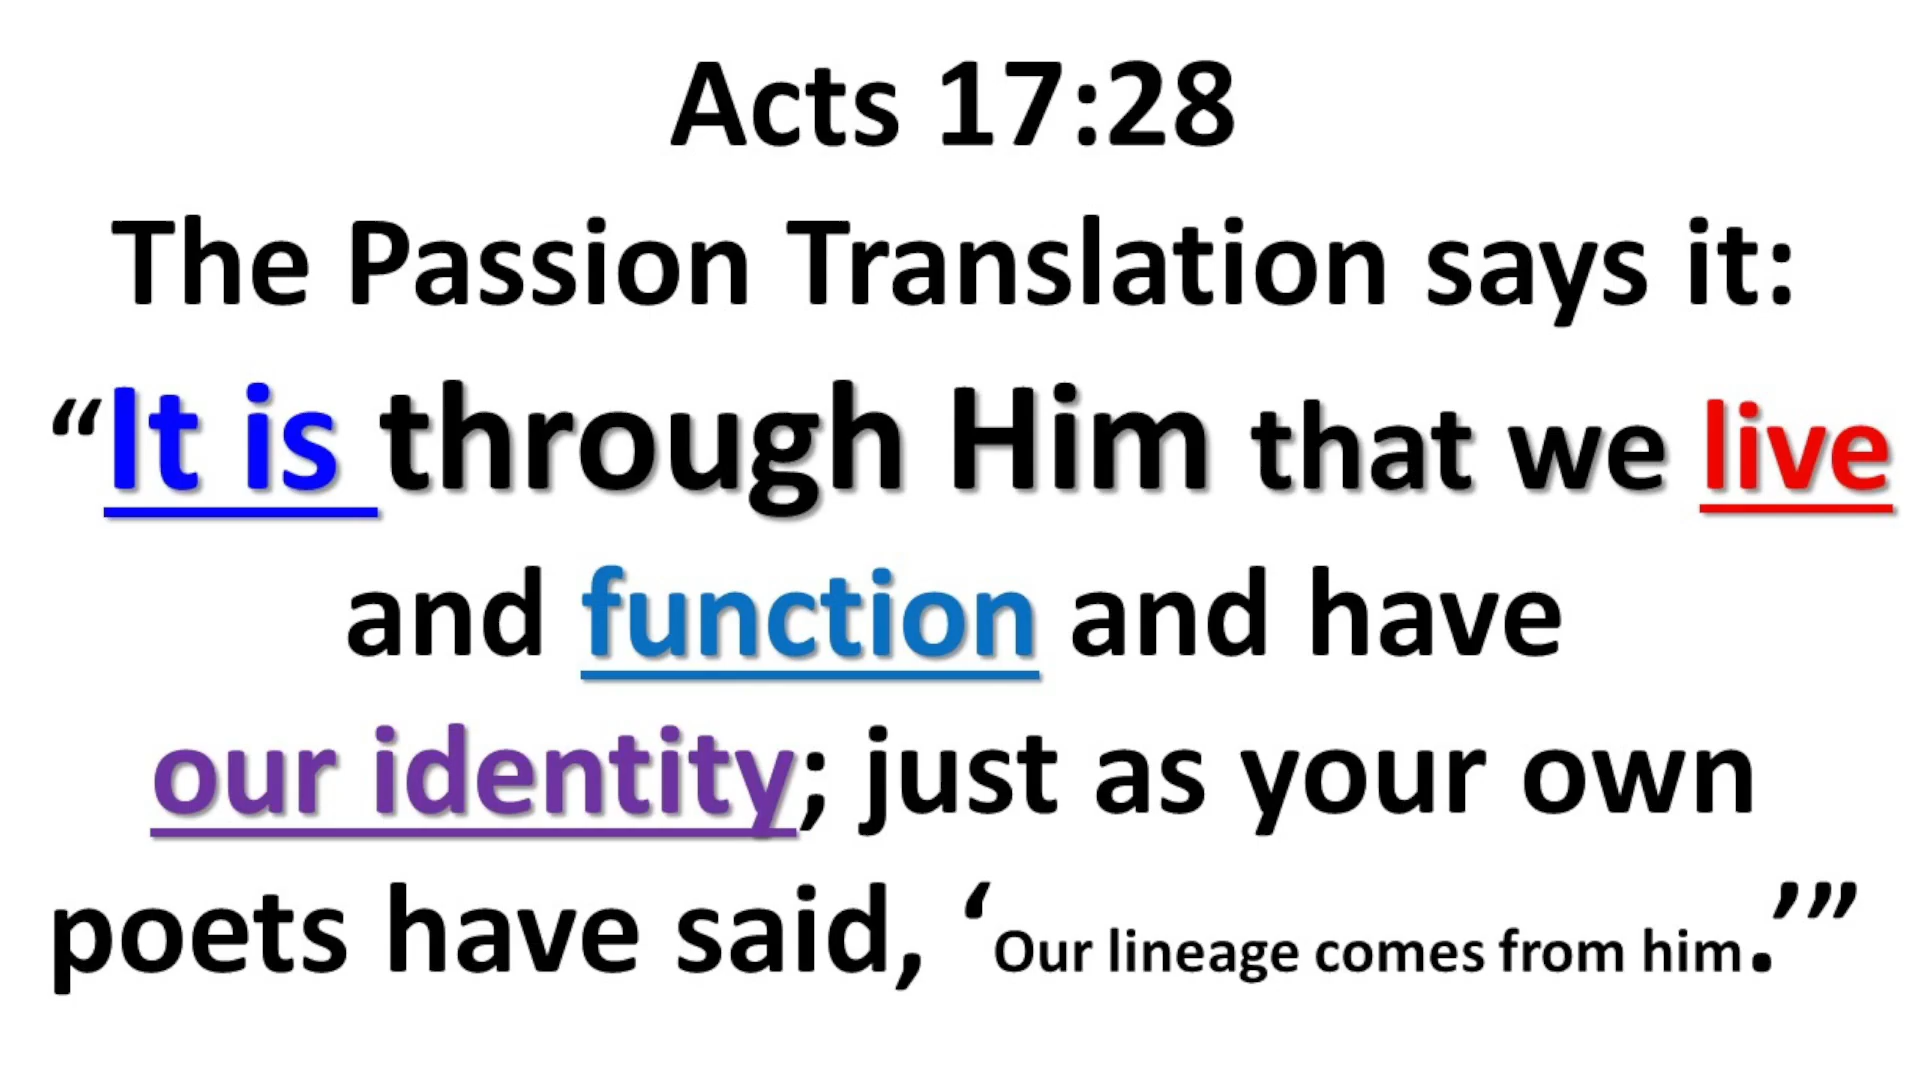 Acts 17:28
The Passion Translation says it:
“It is through Him that we live
and function and have
our identity; just as your own
poets have said, ‘Our lineage comes from him.’”